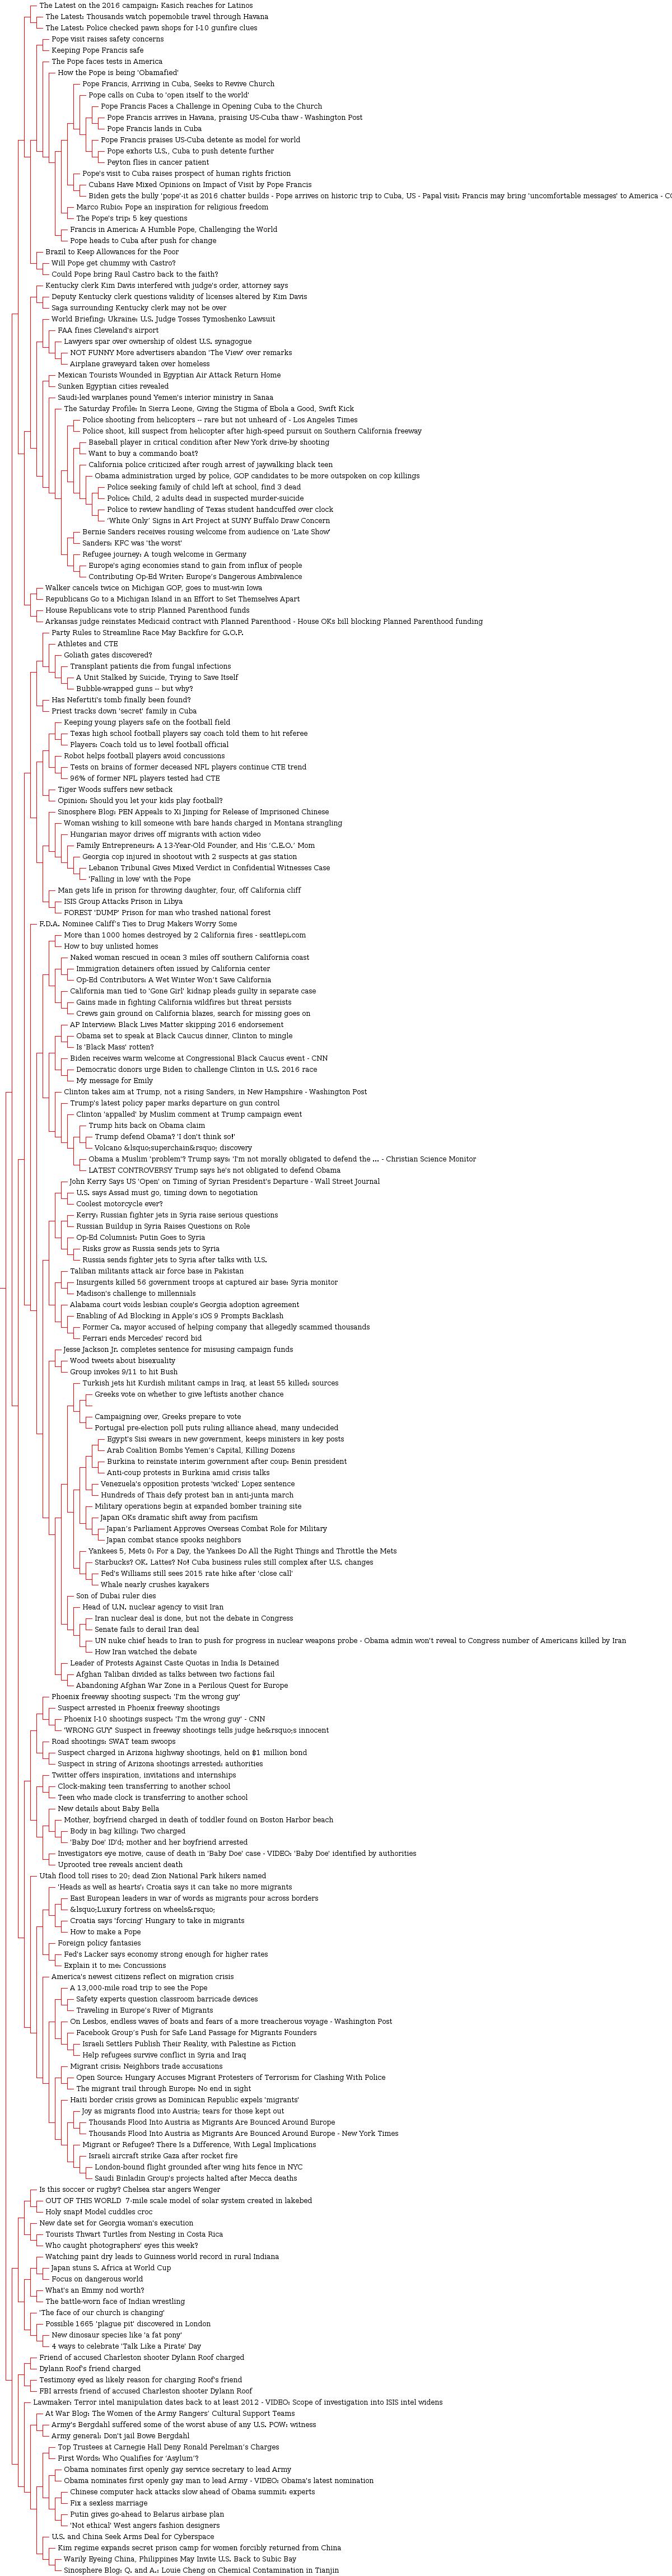 The Latest on the 2016 campaign: Kasich reaches for Latinos
The Latest: Thousands watch popemobile travel through Havana
The Latest: Police checked pawn shops for I-10 gunfire clues
Pope visit raises safety concerns
Keeping Pope Francis safe
The Pope faces tests in America
How the Pope is being 'Obamafied'
Pope Francis, Arriving in Cuba, Seeks to Revive Church
Pope calls on Cuba to 'open itself to the world'
Pope Francis Faces a Challenge in Opening Cuba to the Church
Pope Francis arrives in Havana, praising US-Cuba thaw - Washington Post
Pope Francis lands in Cuba
Pope Francis praises US-Cuba detente as model for world
Pope exhorts U.S., Cuba to push detente further
Peyton flies in cancer patient
Pope's visit to Cuba raises prospect of human rights friction
Cubans Have Mixed Opinions on Impact of Visit by Pope Francis
Biden gets the bully 'pope'-it as 2016 chatter builds - Pope arrives on historic trip to Cuba, US - Papal visit: Francis may bring 'uncomfortable messages' to America - CO
Marco Rubio: Pope an inspiration for religious freedom
The Pope's trip: 5 key questions
Francis in America: A Humble Pope, Challenging the World
Pope heads to Cuba after push for change
Brazil to Keep Allowances for the Poor
Will Pope get chummy with Castro?
Could Pope bring Raul Castro back to the faith?
Kentucky clerk Kim Davis interfered with judge's order, attorney says
Deputy Kentucky clerk questions validity of licenses altered by Kim Davis
Saga surrounding Kentucky clerk may not be over
World Briefing: Ukraine: U.S. Judge Tosses Tymoshenko Lawsuit
FAA fines Cleveland's airport
Lawyers spar over ownership of oldest U.S. synagogue
NOT FUNNY More advertisers abandon 'The View' over remarks
Airplane graveyard taken over homeless
Mexican Tourists Wounded in Egyptian Air Attack Return Home
Sunken Egyptian cities revealed
Saudi-led warplanes pound Yemen's interior ministry in Sanaa
The Saturday Profile: In Sierra Leone, Giving the Stigma of Ebola a Good, Swift Kick
Police shooting from helicopters -- rare but not unheard of - Los Angeles Times
Police shoot, kill suspect from helicopter after high-speed pursuit on Southern California freeway
Baseball player in critical condition after New York drive-by shooting
Want to buy a commando boat?
California police criticized after rough arrest of jaywalking black teen
Obama administration urged by police, GOP candidates to be more outspoken on cop killings
Police seeking family of child left at school, find 3 dead
Police: Child, 2 adults dead in suspected murder-suicide
Police to review handling of Texas student handcuffed over clock
'White Only' Signs in Art Project at SUNY Buffalo Draw Concern
Bernie Sanders receives rousing welcome from audience on 'Late Show'
Sanders: KFC was 'the worst'
Refugee journey: A tough welcome in Germany
Europe's aging economies stand to gain from influx of people
Contributing Op-Ed Writer: Europe's Dangerous Ambivalence
Walker cancels twice on Michigan GOP, goes to must-win Iowa
Republicans Go to a Michigan Island in an Effort to Set Themselves Apart
House Republicans vote to strip Planned Parenthood funds
Arkansas judge reinstates Medicaid contract with Planned Parenthood - House OKs bill blocking Planned Parenthood funding
Party Rules to Streamline Race May Backfire for G.O.P.
Athletes and CTE
Goliath gates discovered?
Transplant patients die from fungal infections
A Unit Stalked by Suicide, Trying to Save Itself
Bubble-wrapped guns -- but why?
Has Nefertiti's tomb finally been found?
Priest tracks down 'secret' family in Cuba
Keeping young players safe on the football field
Texas high school football players say coach told them to hit referee
Players: Coach told us to level football official
Robot helps football players avoid concussions
Tests on brains of former deceased NFL players continue CTE trend
96% of former NFL players tested had CTE
Tiger Woods suffers new setback
Opinion: Should you let your kids play football?
Sinosphere Blog: PEN Appeals to Xi Jinping for Release of Imprisoned Chinese
Woman wishing to kill someone with bare hands charged in Montana strangling
Hungarian mayor drives off migrants with action video
Family Entrepreneurs: A 13-Year-Old Founder, and His 'C.E.O.' Mom
Georgia cop injured in shootout with 2 suspects at gas station
Lebanon Tribunal Gives Mixed Verdict in Confidential Witnesses Case
'Falling in love' with the Pope
Man gets life in prison for throwing daughter, four, off California cliff
ISIS Group Attacks Prison in Libya
FOREST 'DUMP' Prison for man who trashed national forest
F.D.A. Nominee Califf's Ties to Drug Makers Worry Some
More than 1000 homes destroyed by 2 California fires - seattlepi.com
How to buy unlisted homes
Naked woman rescued in ocean 3 miles off southern California coast
Immigration detainers often issued by California center
Op-Ed Contributors: A Wet Winter Won't Save California
California man tied to 'Gone Girl' kidnap pleads guilty in separate case
Gains made in fighting California wildfires but threat persists
Crews gain ground on California blazes, search for missing goes on
AP Interview: Black Lives Matter skipping 2016 endorsement
Obama set to speak at Black Caucus dinner, Clinton to mingle
Is 'Black Mass' rotten?
Biden receives warm welcome at Congressional Black Caucus event - CNN
Democratic donors urge Biden to challenge Clinton in U.S. 2016 race
My message for Emily
Clinton takes aim at Trump, not a rising Sanders, in New Hampshire - Washington Post
Trump's latest policy paper marks departure on gun control
Clinton 'appalled' by Muslim comment at Trump campaign event
Trump hits back on Obama claim
Trump defend Obama? 'I don't think so!'
Volcano &lsquo;superchain&rsquo; discovery
Obama a Muslim 'problem'? Trump says: 'I'm not morally obligated to defend the ... - Christian Science Monitor
LATEST CONTROVERSY Trump says he's not obligated to defend Obama
John Kerry Says US 'Open' on Timing of Syrian President's Departure - Wall Street Journal
U.S. says Assad must go, timing down to negotiation
Coolest motorcycle ever?
Kerry: Russian fighter jets in Syria raise serious questions
Russian Buildup in Syria Raises Questions on Role
Op-Ed Columnist: Putin Goes to Syria
Risks grow as Russia sends jets to Syria
Russia sends fighter jets to Syria after talks with U.S.
Taliban militants attack air force base in Pakistan
Insurgents killed 56 government troops at captured air base: Syria monitor
Madison's challenge to millennials
Alabama court voids lesbian couple's Georgia adoption agreement
Enabling of Ad Blocking in Apple's iOS 9 Prompts Backlash
Former Ca. mayor accused of helping company that allegedly scammed thousands
Ferrari ends Mercedes' record bid
Jesse Jackson Jr. completes sentence for misusing campaign funds
Wood tweets about bisexuality
Group invokes 9/11 to hit Bush
Turkish jets hit Kurdish militant camps in Iraq, at least 55 killed: sources
Greeks vote on whether to give leftists another chance
Campaigning over, Greeks prepare to vote
Portugal pre-election poll puts ruling alliance ahead, many undecided
Egypt's Sisi swears in new government, keeps ministers in key posts
Arab Coalition Bombs Yemen's Capital, Killing Dozens
Burkina to reinstate interim government after coup: Benin president
Anti-coup protests in Burkina amid crisis talks
Venezuela's opposition protests 'wicked' Lopez sentence
Hundreds of Thais defy protest ban in anti-junta march
Military operations begin at expanded bomber training site
Japan OKs dramatic shift away from pacifism
Japan's Parliament Approves Overseas Combat Role for Military
Japan combat stance spooks neighbors
Yankees 5, Mets 0: For a Day, the Yankees Do All the Right Things and Throttle the Mets
Starbucks? OK. Lattes? No! Cuba business rules still complex after U.S. changes
Fed's Williams still sees 2015 rate hike after 'close call'
Whale nearly crushes kayakers
Son of Dubai ruler dies
Head of U.N. nuclear agency to visit Iran
Iran nuclear deal is done, but not the debate in Congress
Senate fails to derail Iran deal
UN nuke chief heads to Iran to push for progress in nuclear weapons probe - Obama admin won't reveal to Congress number of Americans killed by Iran
How Iran watched the debate
Leader of Protests Against Caste Quotas in India Is Detained
Afghan Taliban divided as talks between two factions fail
Abandoning Afghan War Zone in a Perilous Quest for Europe
Phoenix freeway shooting suspect: 'I'm the wrong guy'
Suspect arrested in Phoenix freeway shootings
Phoenix I-10 shootings suspect: 'I'm the wrong guy' - CNN
'WRONG GUY' Suspect in freeway shootings tells judge he&rsquo;s innocent
Road shootings: SWAT team swoops
Suspect charged in Arizona highway shootings, held on $1 million bond
Suspect in string of Arizona shootings arrested: authorities
Twitter offers inspiration, invitations and internships
Clock-making teen transferring to another school
Teen who made clock is transferring to another school
New details about Baby Bella
Mother, boyfriend charged in death of toddler found on Boston Harbor beach
Body in bag killing: Two charged
'Baby Doe' ID'd; mother and her boyfriend arrested
Investigators eye motive, cause of death in 'Baby Doe' case - VIDEO: 'Baby Doe' identified by authorities
Uprooted tree reveals ancient death
Utah flood toll rises to 20; dead Zion National Park hikers named
'Heads as well as hearts': Croatia says it can take no more migrants
East European leaders in war of words as migrants pour across borders
&lsquo;Luxury fortress on wheels&rsquo;
Croatia says 'forcing' Hungary to take in migrants
How to make a Pope
Foreign policy fantasies
Fed's Lacker says economy strong enough for higher rates
Explain it to me: Concussions
America's newest citizens reflect on migration crisis
A 13,000-mile road trip to see the Pope
Safety experts question classroom barricade devices
Traveling in Europe's River of Migrants
On Lesbos, endless waves of boats and fears of a more treacherous voyage - Washington Post
Facebook Group's Push for Safe Land Passage for Migrants Founders
Israeli Settlers Publish Their Reality, with Palestine as Fiction
Help refugees survive conflict in Syria and Iraq
Migrant crisis: Neighbors trade accusations
Open Source: Hungary Accuses Migrant Protesters of Terrorism for Clashing With Police
The migrant trail through Europe: No end in sight
Haiti border crisis grows as Dominican Republic expels 'migrants'
Joy as migrants flood into Austria; tears for those kept out
Thousands Flood Into Austria as Migrants Are Bounced Around Europe
Thousands Flood Into Austria as Migrants Are Bounced Around Europe - New York Times
Migrant or Refugee? There Is a Difference, With Legal Implications
Israeli aircraft strike Gaza after rocket fire
London-bound flight grounded after wing hits fence in NYC
Saudi Binladin Group's projects halted after Mecca deaths
Is this soccer or rugby? Chelsea star angers Wenger
OUT OF THIS WORLD  7-mile scale model of solar system created in lakebed
Holy snap! Model cuddles croc
New date set for Georgia woman's execution
Tourists Thwart Turtles from Nesting in Costa Rica
Who caught photographers' eyes this week?
Watching paint dry leads to Guinness world record in rural Indiana
Japan stuns S. Africa at World Cup
Focus on dangerous world
What's an Emmy nod worth?
The battle-worn face of Indian wrestling
'The face of our church is changing'
Possible 1665 'plague pit' discovered in London
New dinosaur species like 'a fat pony'
4 ways to celebrate 'Talk Like a Pirate' Day
Friend of accused Charleston shooter Dylann Roof charged
Dylann Roof's friend charged
Testimony eyed as likely reason for charging Roof's friend
FBI arrests friend of accused Charleston shooter Dylann Roof
Lawmaker: Terror intel manipulation dates back to at least 2012 - VIDEO: Scope of investigation into ISIS intel widens
At War Blog: The Women of the Army Rangers' Cultural Support Teams
Army's Bergdahl suffered some of the worst abuse of any U.S. POW: witness
Army general: Don't jail Bowe Bergdahl
Top Trustees at Carnegie Hall Deny Ronald Perelman's Charges
First Words: Who Qualifies for 'Asylum'?
Obama nominates first openly gay service secretary to lead Army
Obama nominates first openly gay man to lead Army - VIDEO: Obama's latest nomination
Chinese computer hack attacks slow ahead of Obama summit: experts
Fix a sexless marriage
Putin gives go-ahead to Belarus airbase plan
'Not ethical' West angers fashion designers
U.S. and China Seek Arms Deal for Cyberspace
Kim regime expands secret prison camp for women forcibly returned from China
Warily Eyeing China, Philippines May Invite U.S. Back to Subic Bay
Sinosphere Blog: Q. and A.: Louie Cheng on Chemical Contamination in Tianjin